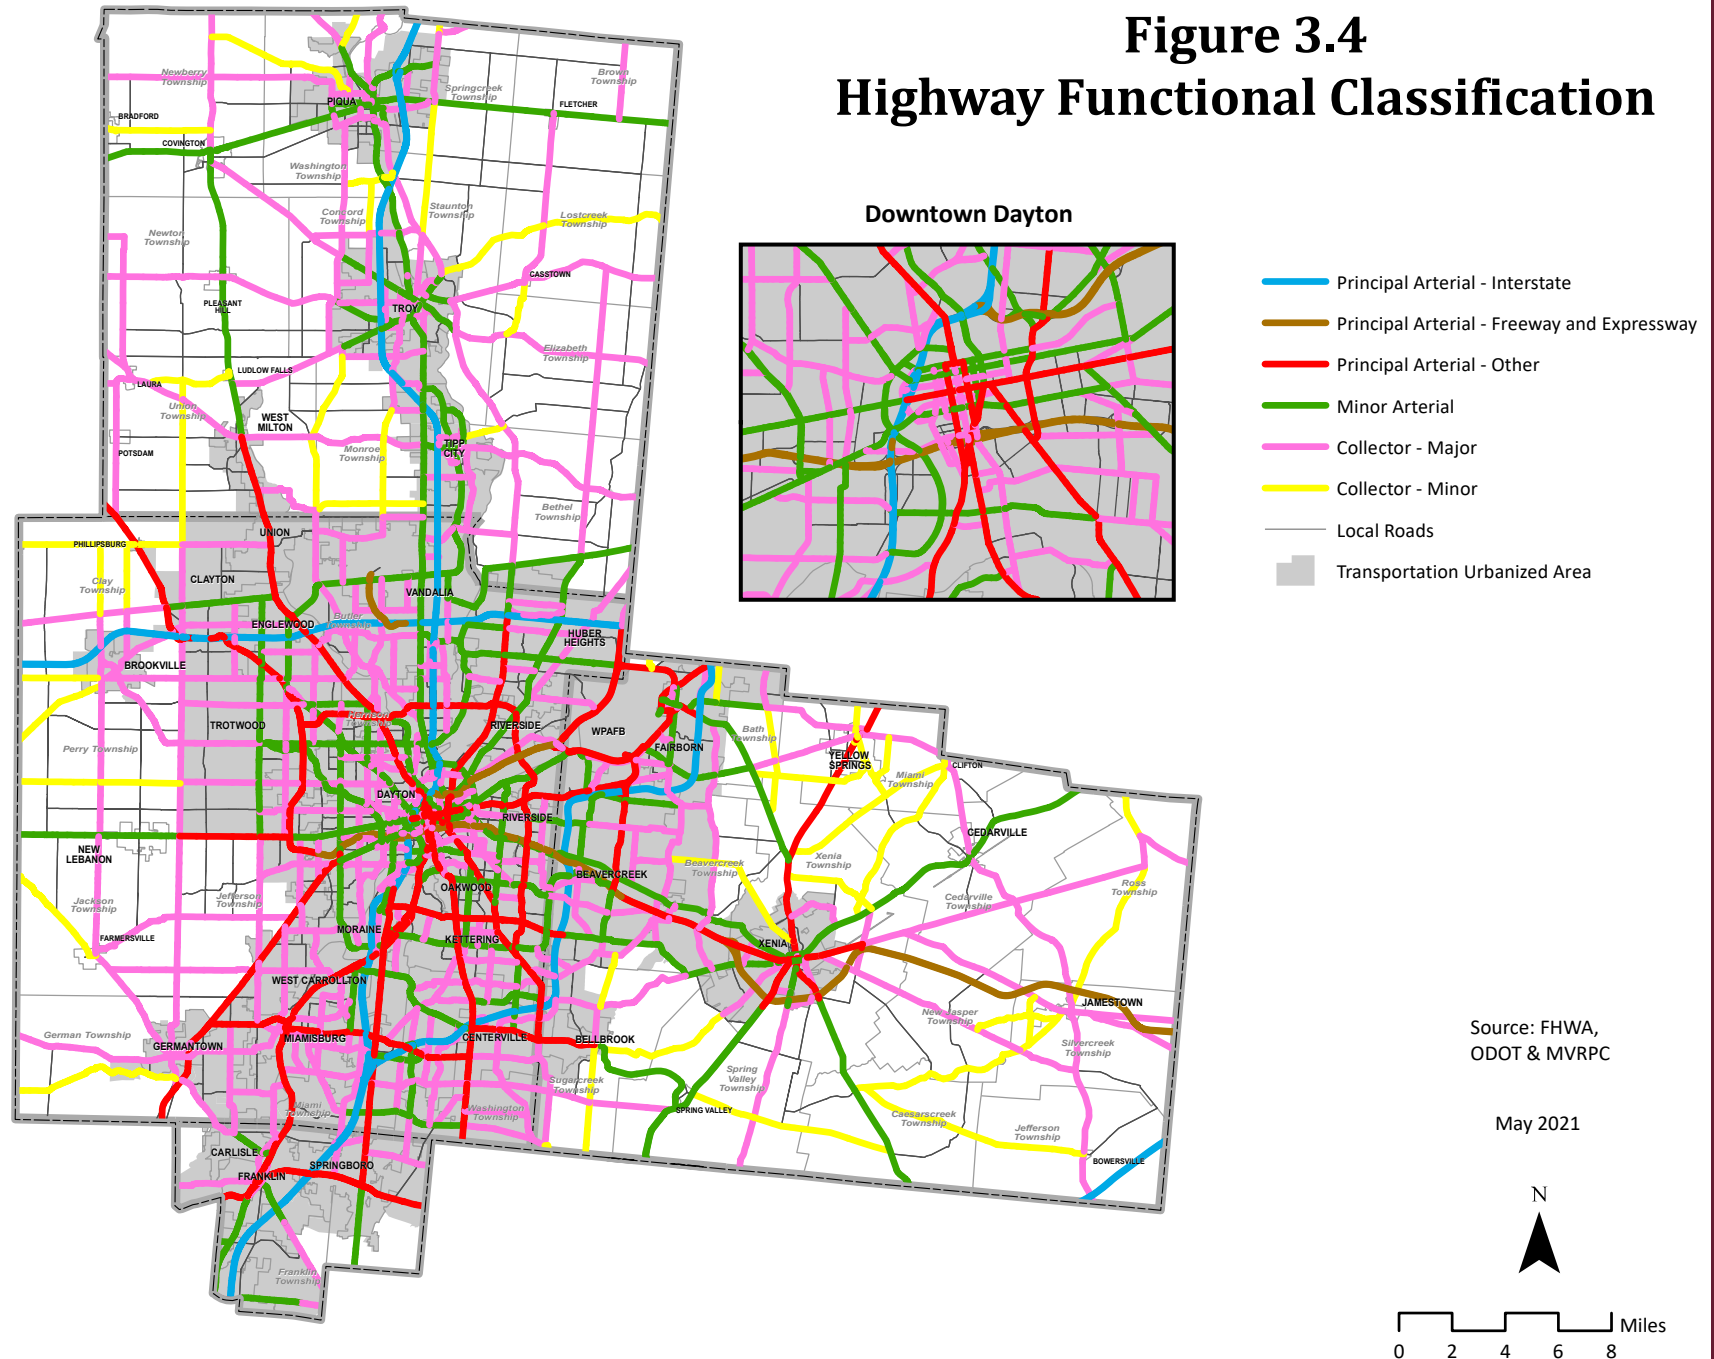 Figure 3.4
Highway Functional Classification
Downtown Dayton
Principal Arterial - Interstate
Principal Arterial - Freeway and Expressway
Principal Arterial - Other
Minor Arterial
Collector - Major
Collector - Minor
Local Roads
Transportation Urbanized Area
Newberry
Township
Brown
Township
Springcreek
Township
PIQUA
FLETCHER
BRADFORD
COVINGTON
Washington
Township
Concord
Township
Staunton
Township
Lostcreek
Township
Newton
Township
CASSTOWN
PLEASANT
HILL
TROY
Elizabeth
Township
LUDLOW FALLS
LAURA
Union
Township
WEST
MILTON
Monroe
Township
TIPP
CITY
POTSDAM
Bethel
Township
UNION
PHILLIPSBURG
Clay
Township
CLAYTON
VANDALIA
ENGLEWOOD
Butler
Township
HUBER
HEIGHTS
BROOKVILLE
TROTWOOD
Harrison
Township
RIVERSIDE
WPAFB
FAIRBORN
Bath
Township
Perry Township
YELLOW
SPRINGS
CLIFTON
Miami
Township
DAYTON
RIVERSIDE
CEDARVILLE
NEW
LEBANON
BEAVERCREEK
Beavercreek
Township
Xenia
Township
OAKWOOD
Ross
Township
Jackson
Township
Jefferson
Township
Cedarville
Township
FARMERSVILLE
MORAINE
KETTERING
XENIA
WEST CARROLLTON
JAMESTOWN
New Jasper
Township
German Township
GERMANTOWN
MIAMISBURG
CENTERVILLE
BELLBROOK
Silvercreek
Township
Sugarcreek
Township
Spring
Valley
Township
Miami
Township
Washington
Township
SPRING VALLEY
Caesarscreek
Township
Jefferson
Township
CARLISLE
SPRINGBORO
BOWERSVILLE
FRANKLIN
Franklin
Township
Source: FHWA,
ODOT & MVRPC
May 2021
N
Miles
0 2 4 6 8